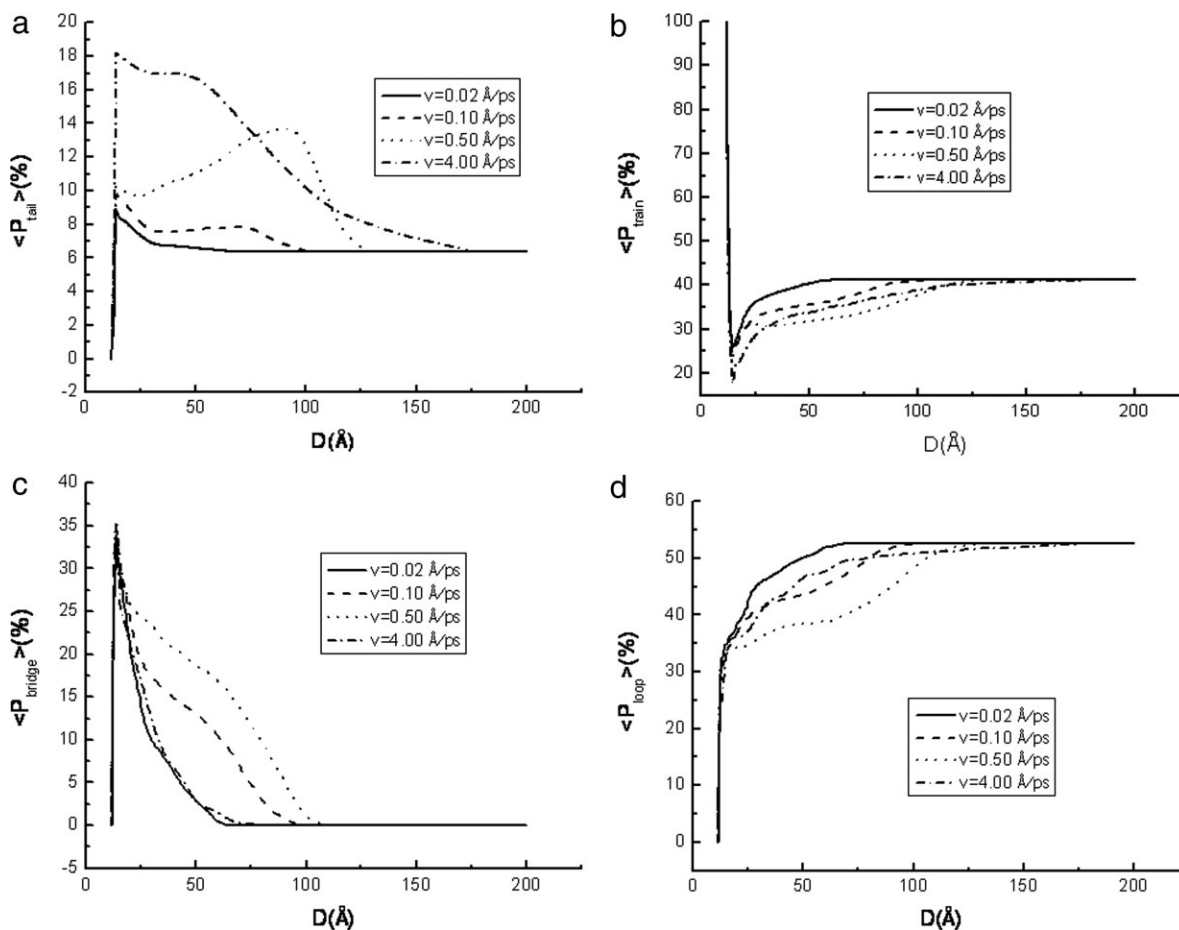 a
20
18
16
14
12
10
8
6
4
2
0
-2
<P_tail>(%)
v=0.02 Å/ps
v=0.10 Å/ps
v=0.50 Å/ps
v=4.00 Å/ps
0 50 100 150 200
D(Å)
b
100
90
80
70
60
50
40
30
20
<P_train>(%)
v=0.02 Å/ps
v=0.10 Å/ps
v=0.50 Å/ps
v=4.00 Å/ps
0 50 100 150 200
D(Å)
c
40
35
30
25
20
15
10
5
0
-5
<P_bridge>(%)
v=0.02 Å/ps
v=0.10 Å/ps
v=0.50 Å/ps
v=4.00 Å/ps
0 50 100 150 200
D(Å)
d
60
50
40
30
20
10
0
<P_loop>(%)
v=0.02 Å/ps
v=0.10 Å/ps
v=0.50 Å/ps
v=4.00 Å/ps
0 50 100 150 200
D(Å)